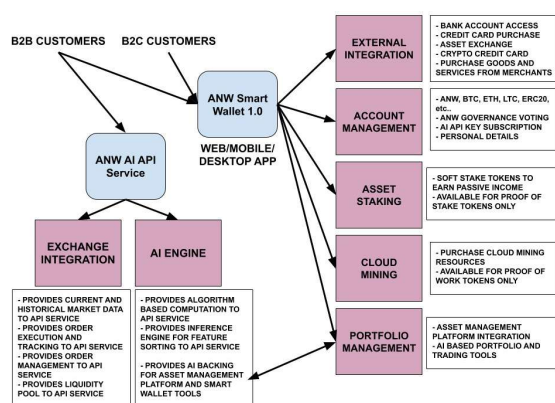 B2B CUSTOMERS
B2C CUSTOMERS
ANW Smart
Wallet 1.0
WEB/MOBILE/
DESKTOP APP
ANW AI API
Service
EXCHANGE
INTEGRATION
- PROVIDES CURRENT AND
HISTORICAL MARKET DATA
TO API SERVICE
- PROVIDES ORDER
EXECUTION AND
TRACKING TO API SERVICE
- PROVIDES ORDER
MANAGEMENT TO API
SERVICE
- PROVIDES LIQUIDITY
POOL TO API SERVICE
AI ENGINE
- PROVIDES ALGORITHM
BASED COMPUTATION TO
API SERVICE
- PROVIDES INFERENCE
ENGINE FOR FEATURE
SORTING TO API SERVICE
- PROVIDES AI BACKING
FOR ASSET MANAGEMENT
PLATFORM AND SMART
WALLET TOOLS
EXTERNAL
INTEGRATION
- BANK ACCOUNT ACCESS
- CREDIT CARD PURCHASE
- ASSET EXCHANGE
- CRYPTO CREDIT CARD
- PURCHASE GOODS AND
SERVICES FROM MERCHANTS
ACCOUNT
MANAGEMENT
- ANW, BTC, ETH, LTC, ERC20,
etc..
- ANW GOVERNANCE VOTING
- AI API KEY SUBSCRIPTION
- PERSONAL DETAILS
ASSET
STAKING
- SOFT STAKE TOKENS TO
EARN PASSIVE INCOME
- AVAILABLE FOR PROOF OF
STAKE TOKENS ONLY
CLOUD
MINING
- PURCHASE CLOUD MINING
RESOURCES
- AVAILABLE FOR PROOF OF
WORK TOKENS ONLY
PORTFOLIO
MANAGEMENT
- ASSET MANAGEMENT
PLATFORM INTEGRATION
- AI BASED PORTFOLIO AND
TRADING TOOLS